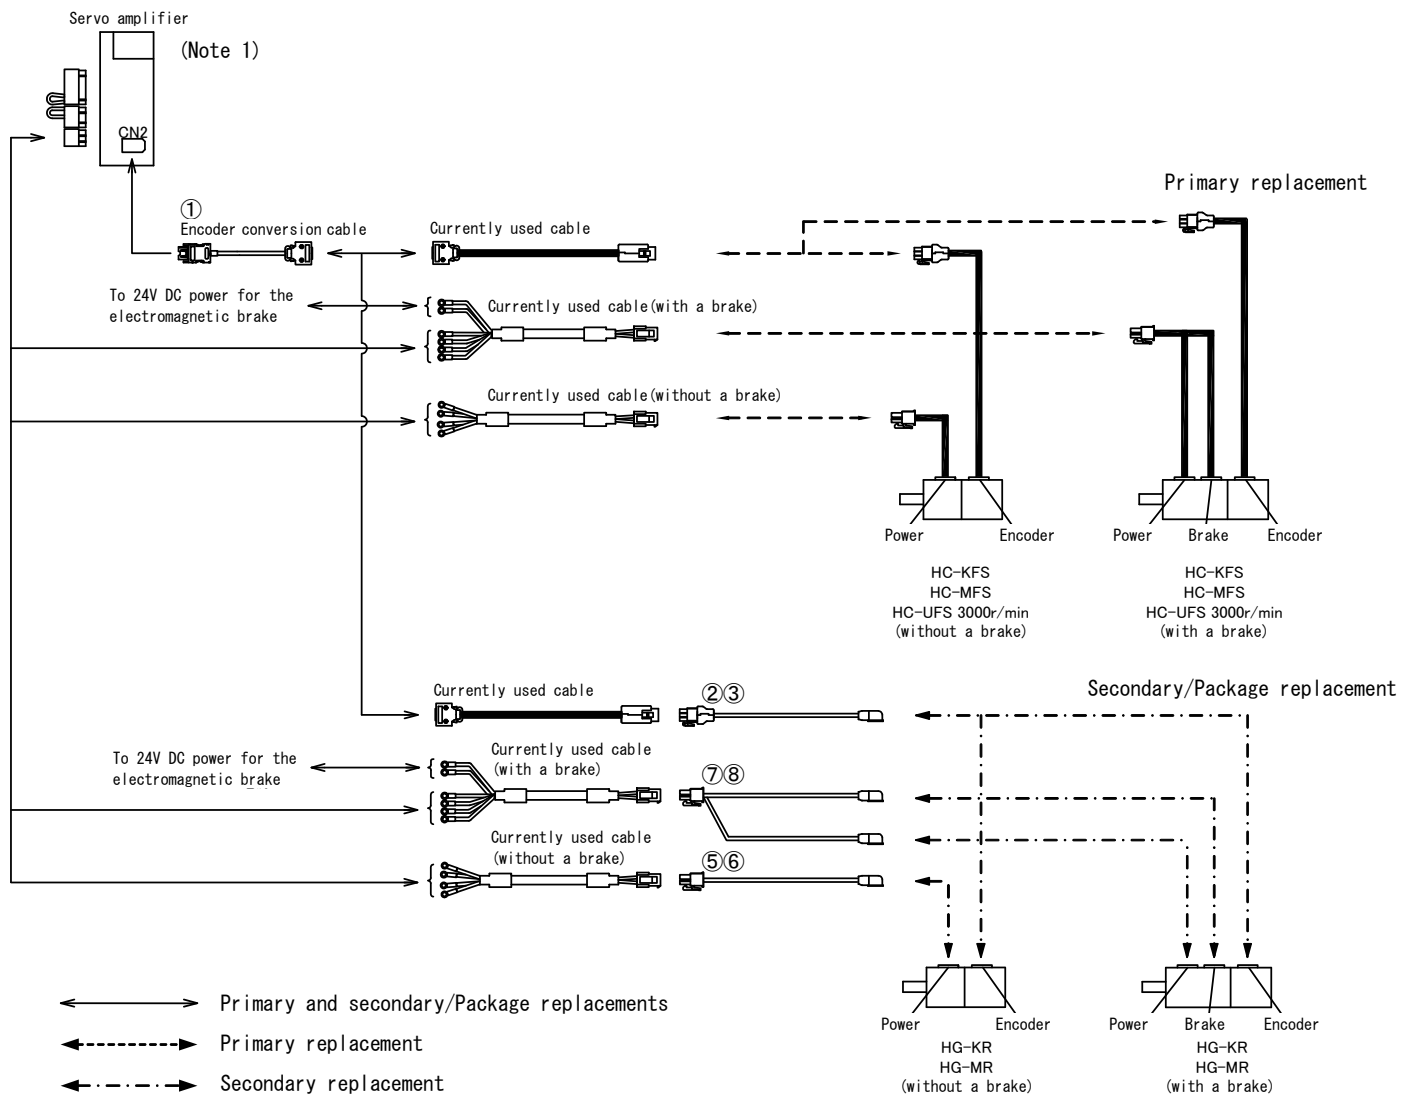 Servo amplifier
(Note 1)
CN2
Primary replacement
①
Encoder conversion cable
Currently used cable
To 24V DC power for the
electromagnetic brake
Currently used cable(with a brake)
Currently used cable(without a brake)
Power
Encoder
Power
Brake
Encoder
HC-KFS
HC-MFS
HC-UFS 3000r/min
(without a brake)
HC-KFS
HC-MFS
HC-UFS 3000r/min
(with a brake)
Secondary/Package replacement
Currently used cable
②③
To 24V DC power for the
electromagnetic brake
Currently used cable
(with a brake)
⑦⑧
Currently used cable
(without a brake)
⑤⑥
Power
Encoder
Power
Brake
Encoder
HG-KR
HG-MR
(without a brake)
HG-KR
HG-MR
(with a brake)
Primary and secondary/Package replacements
Primary replacement
Secondary replacement